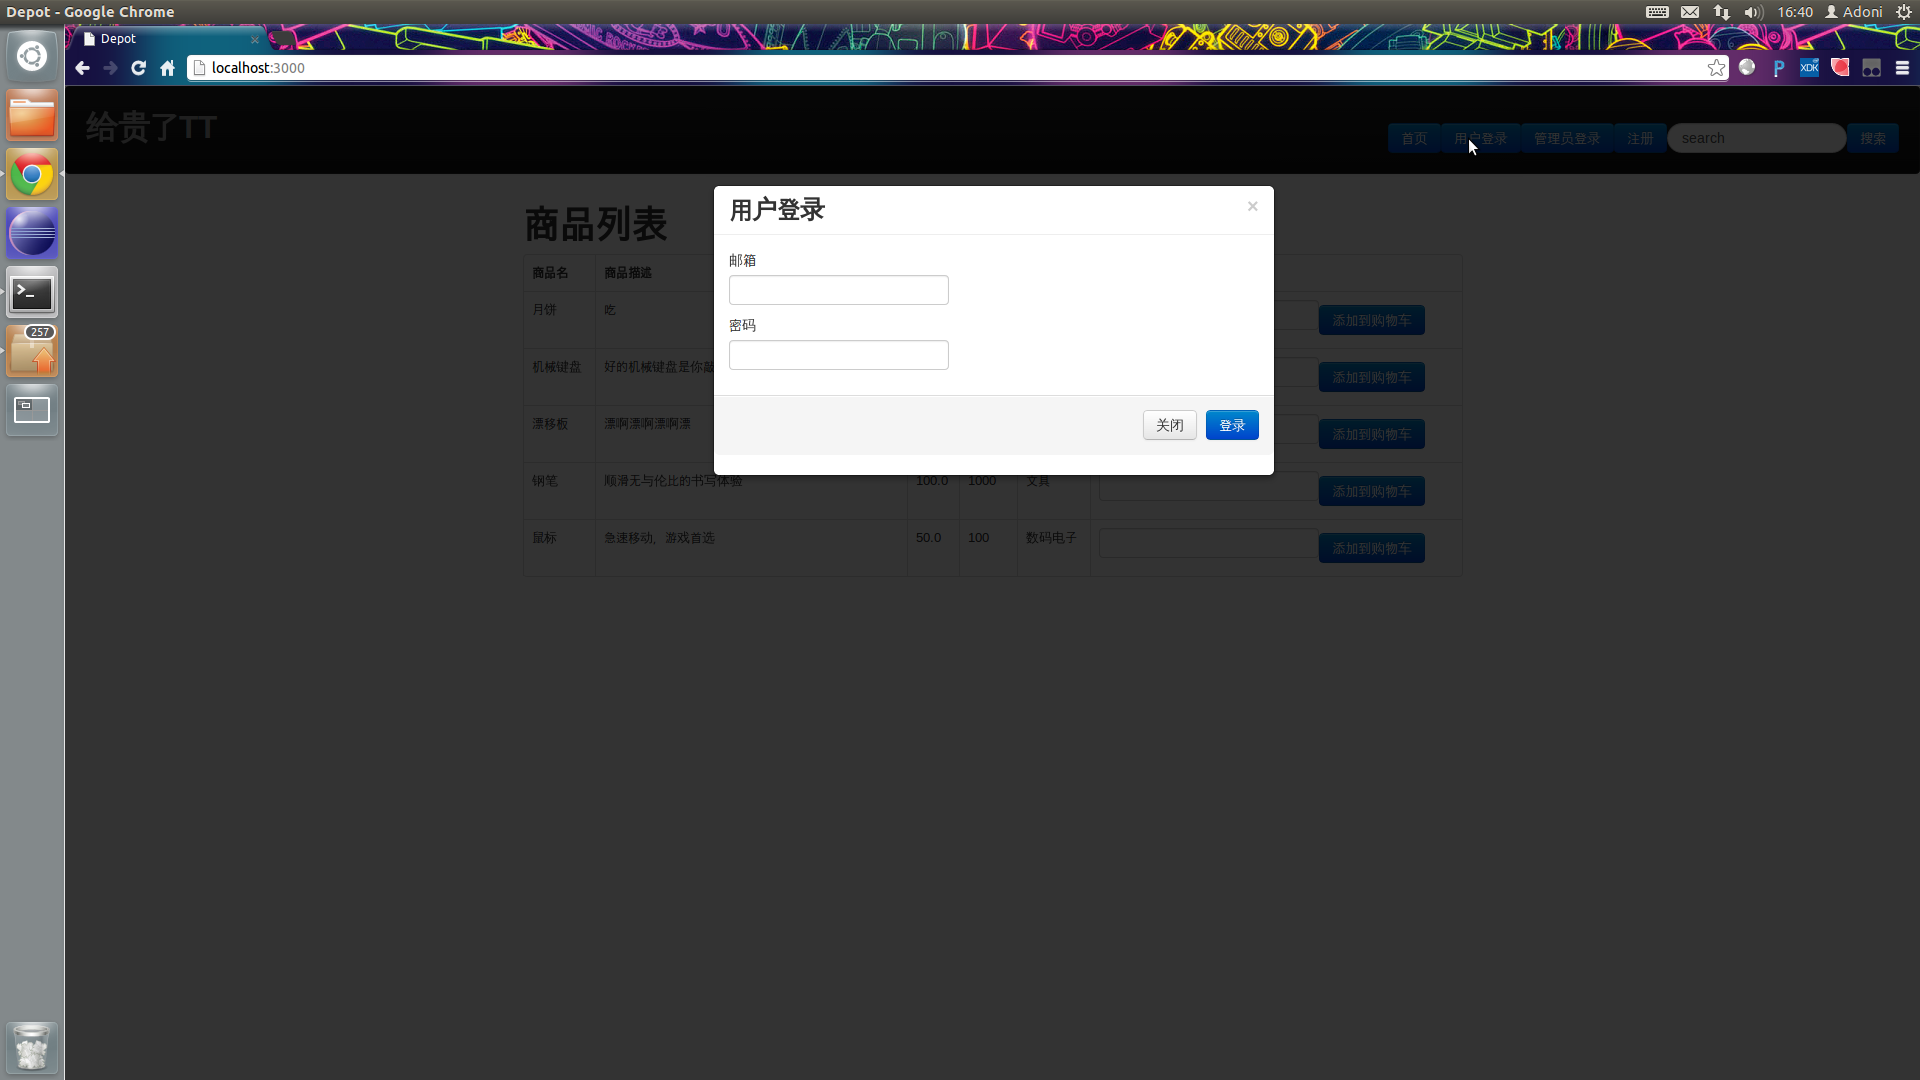 Depot - Google Chrome
16:40
Adoni
Depot
localhost:3000
P
XDK
257
给贵了TT
首页
用户登录
管理员登录
注册
search
搜索
用户登录
×
邮箱
密码
关闭
登录
商品列表
商品名
商品描述
月饼
吃
添加到购物车
机械键盘
好的机械键盘是你敲
添加到购物车
漂移板
漂啊漂啊漂啊漂
添加到购物车
钢笔
顺滑无与伦比的书写体验
100.0
1000
文具
添加到购物车
鼠标
急速移动，游戏首选
50.0
100
数码电子
添加到购物车